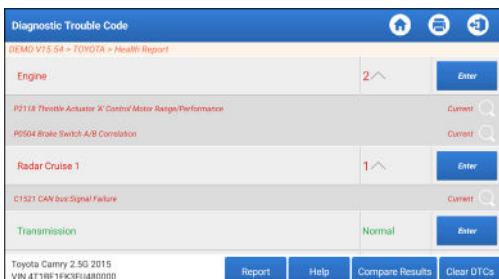 Diagnostic Trouble Code
DEMO V15.54 > TOYOTA > Health Report
Engine 2 Enter
P2118 Throttle Actuator 'A' Control Motor Range/Performance Current
P0504 Brake Switch A/B Correlation Current
Radar Cruise 1 1 Enter
C1521 CAN bus Signal Failure Current
Transmission Normal Enter
Toyota Camry 2.5G 2015
VIN 4T1BF1FK3FU480000
Report Help Compare Results Clear DTCs